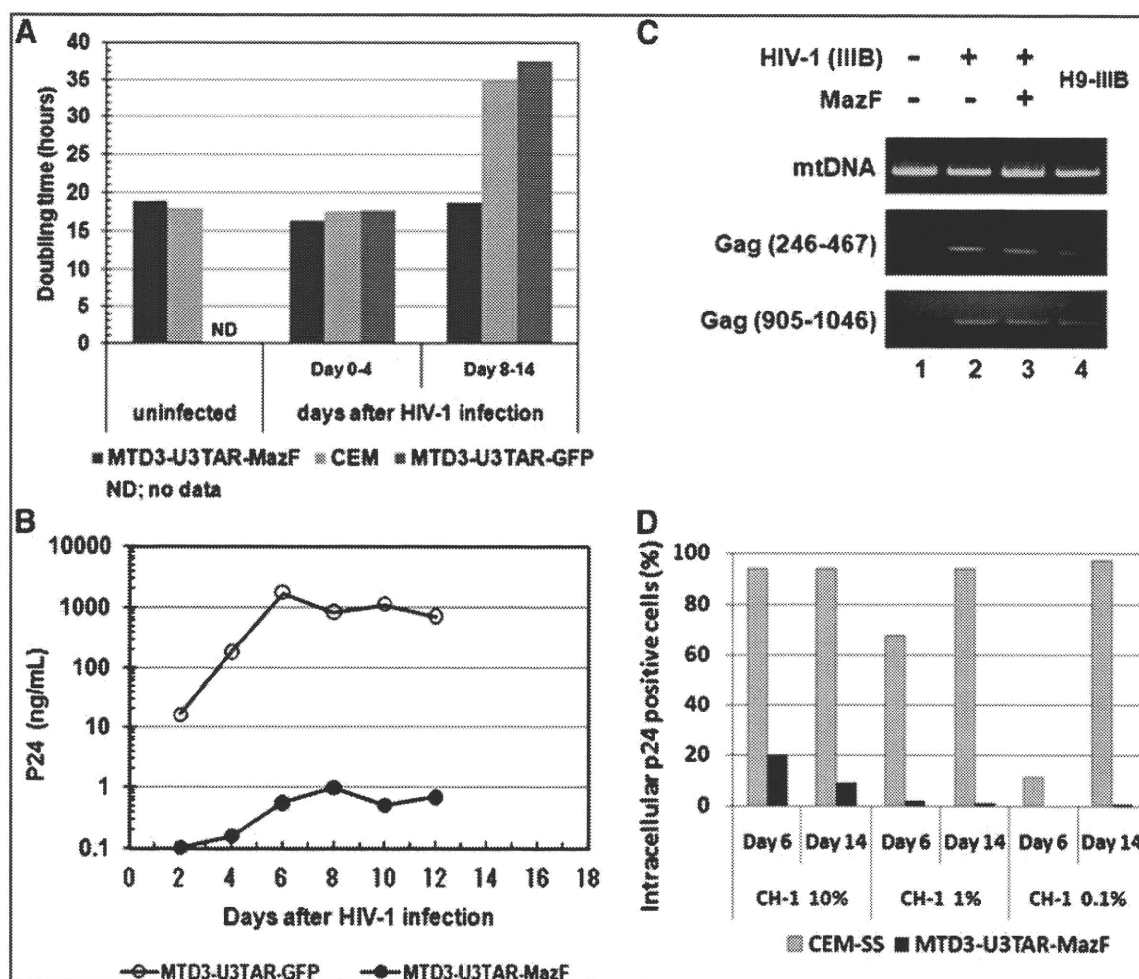 A
40
35
30
25
20
15
10
5
0
Doubling time (hours)
ND
Day 0-4
Day 8-14
uninfected
days after HIV-1 infection
MTD3-U3TAR-MazF CEM MTD3-U3TAR-GFP
ND; no data
B
10000
1000
100
10
1
0.1
P24 (ng/mL)
0 2 4 6 8 10 12 14 16 18
Days after HIV-1 infection
MTD3-U3TAR-GFP MTD3-U3TAR-MazF
C
HIV-1 (IIIB) - + + H9-IIIB
MazF - - +
mtDNA
Gag (246-467)
Gag (905-1046)
1 2 3 4
D
100
80
60
40
20
0
Intracellular p24 positive cells (%)
Day 6 Day 14 Day 6 Day 14 Day 6 Day 14
CH-1 10% CH-1 1% CH-1 0.1%
CEM-SS MTD3-U3TAR-MazF